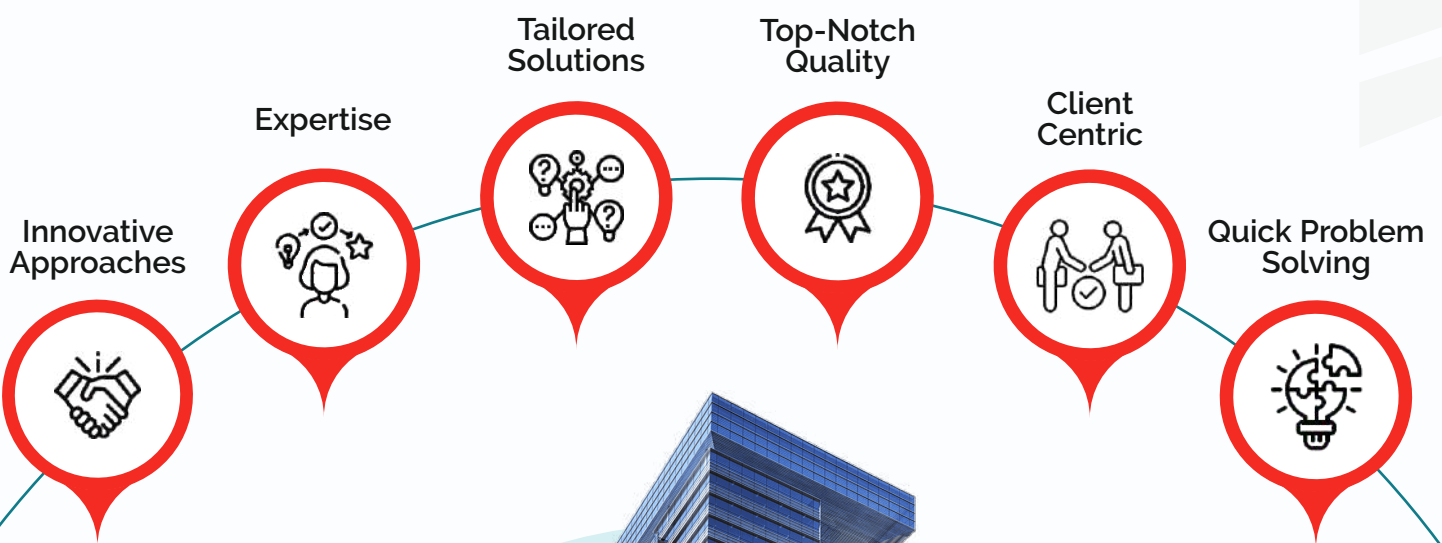 Innovative
Approaches
Expertise
Tailored
Solutions
Top-Notch
Quality
Client
Centric
Quick Problem
Solving